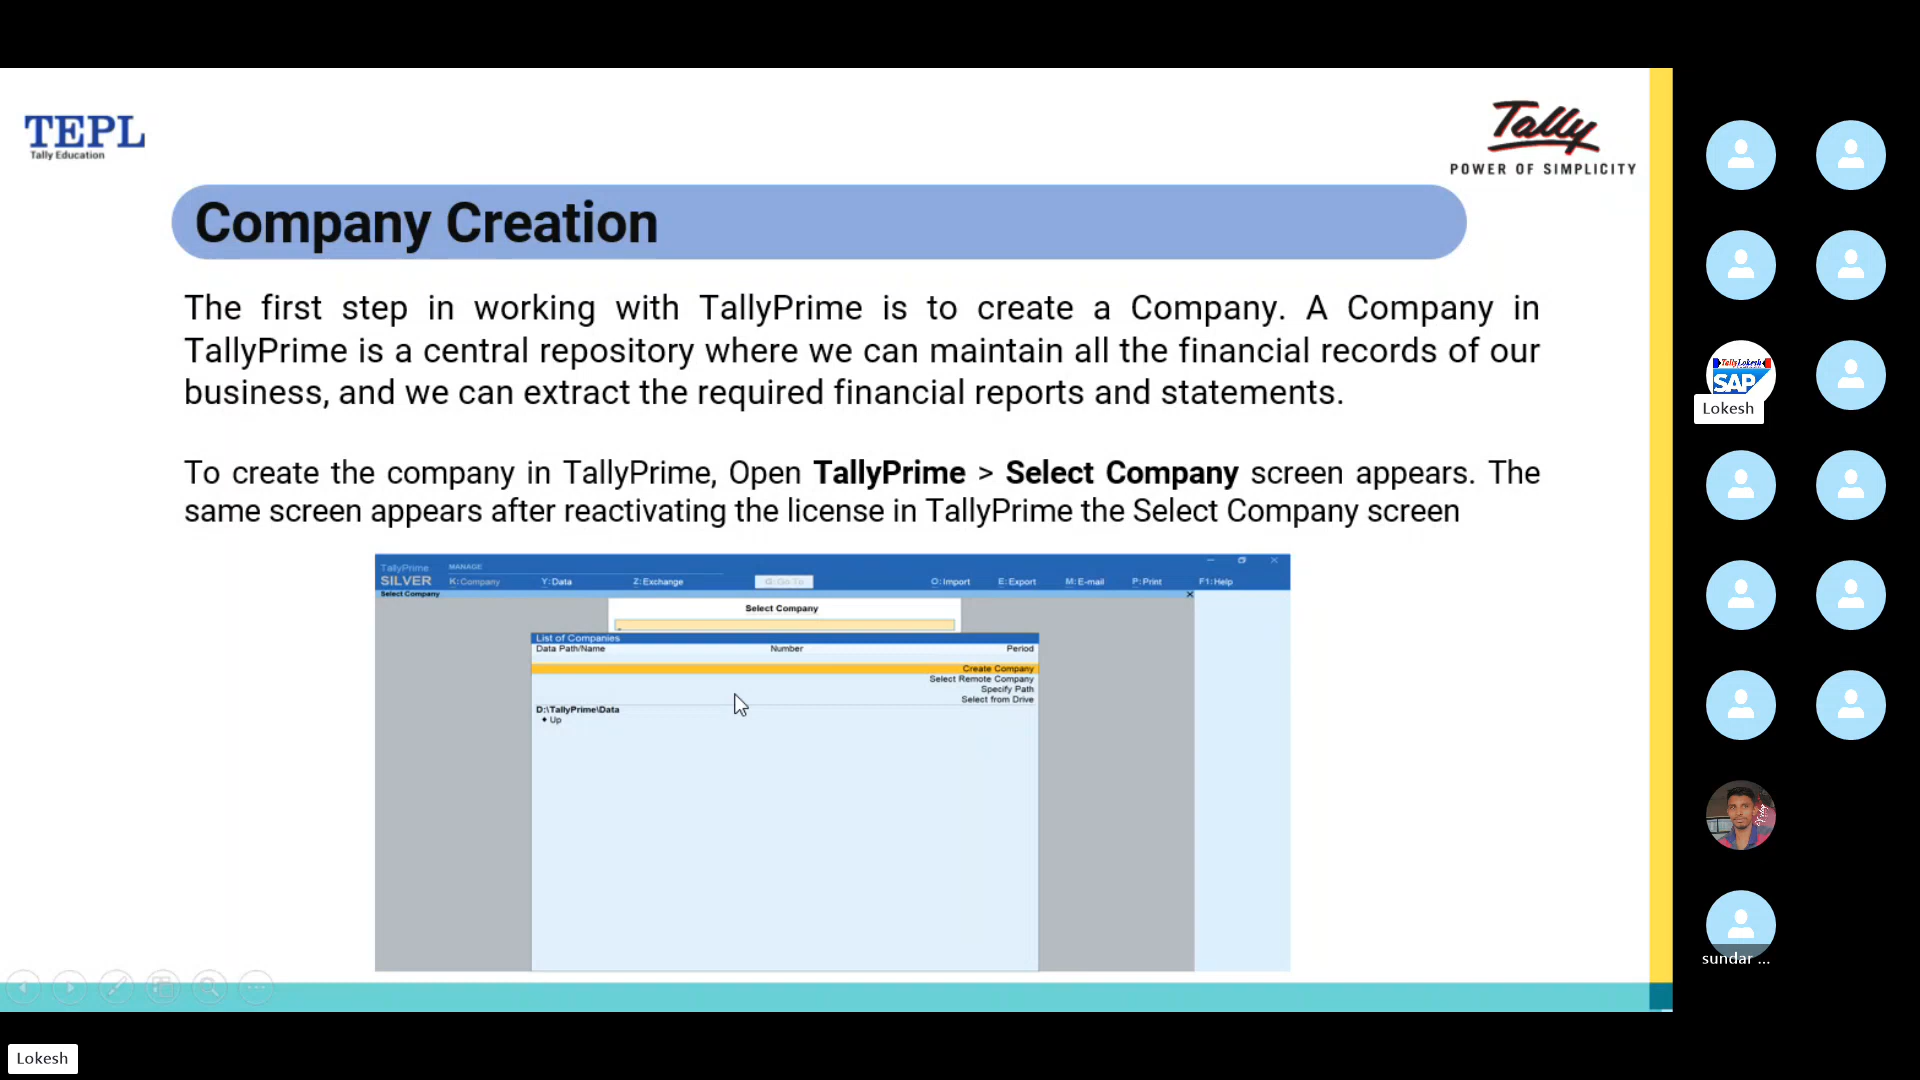 TEPL
Tally Education
Tally
POWER OF SIMPLICITY
Company Creation
The first step in working with TallyPrime is to create a Company. A Company in
TallyPrime is a central repository where we can maintain all the financial records of our
business, and we can extract the required financial reports and statements.
To create the company in TallyPrime, Open TallyPrime > Select Company screen appears. The
same screen appears after reactivating the license in TallyPrime the Select Company screen
TallyPrime MANAGE
SILVER K:Company Y:Data Z:Exchange G:Go To O:Import E:Export M:E-mail P:Print F1:Help
Select Company
Select Company
List of Companies
Data Path/Name Number Period
Create Company
Select Remote Company
Specify Path
Select from Drive
D:\TallyPrime\Data
♦ Up
TallyLokesh
SAP
Lokesh
sundar ...
Lokesh